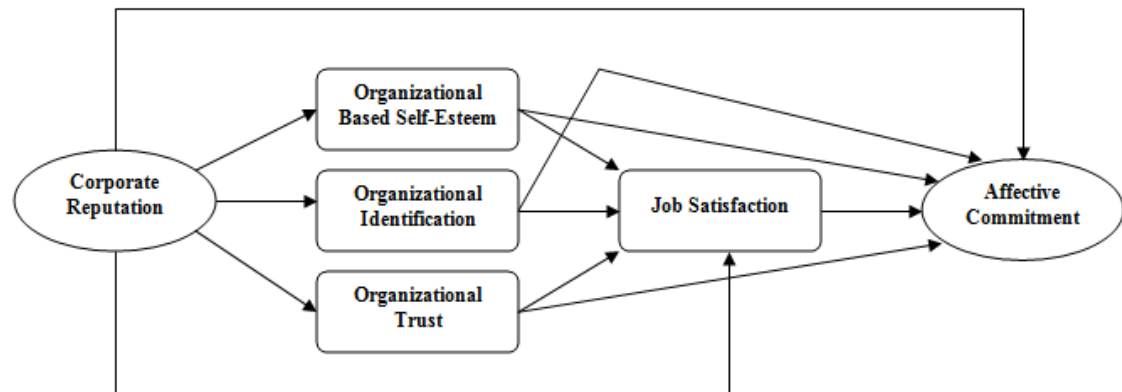 Organizational
Based Self-Esteem
Corporate
Reputation
Organizational
Identification
Job Satisfaction
Affective
Commitment
Organizational
Trust